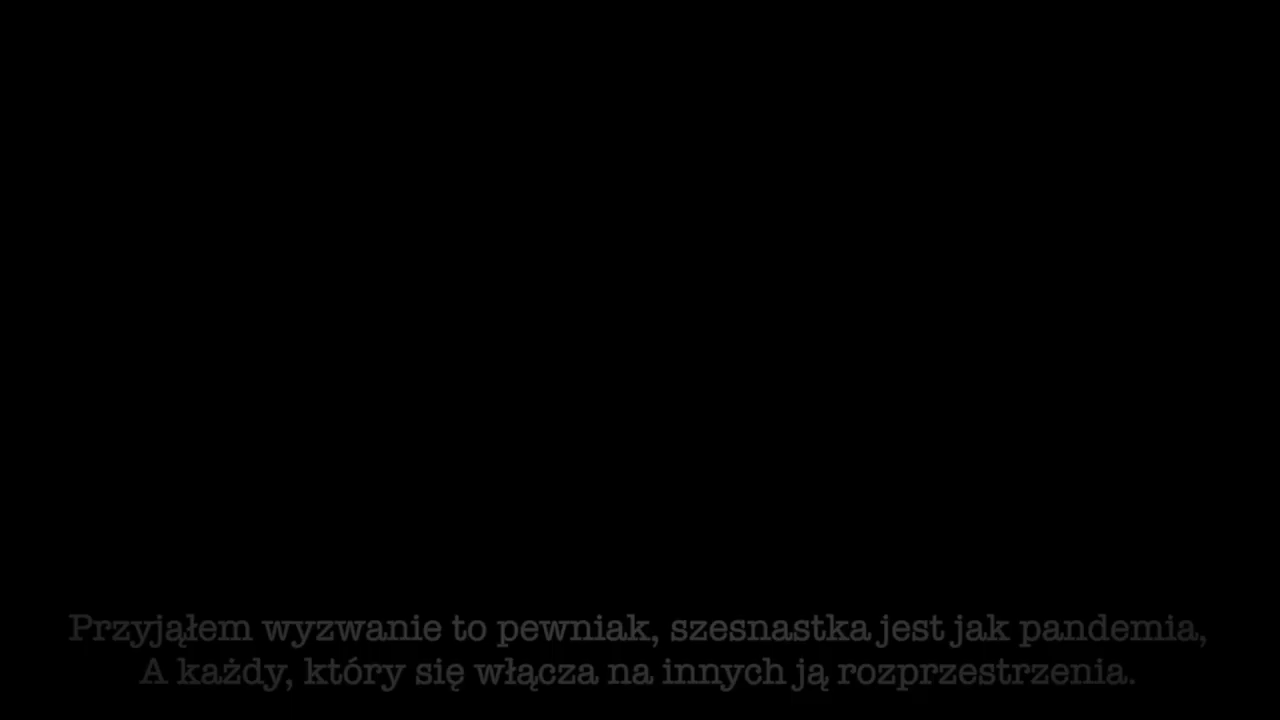 Przyjąłem wyzwanie to pewniak, szesnastka jest jak pandemia,
A każdy, który się włącza na innych ją rozprzestrzenia.